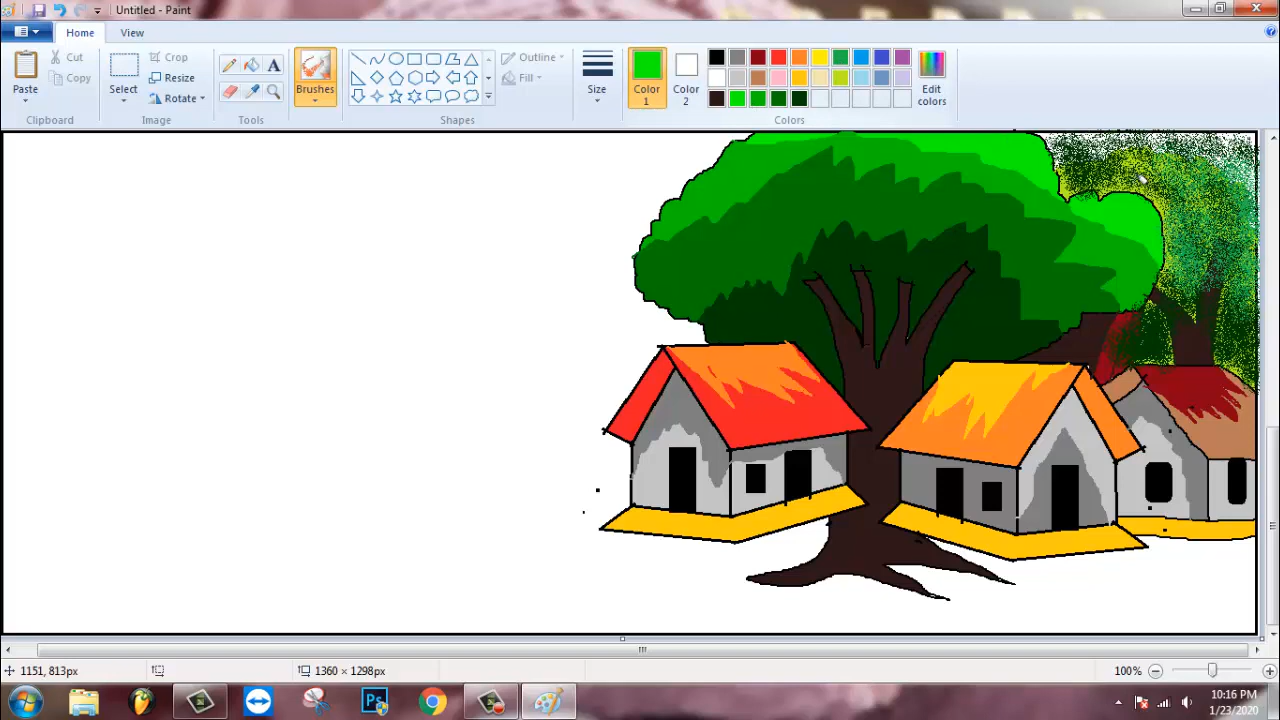 Untitled - Paint
Home
View
Paste
Cut
Copy
Clipboard
Select
Crop
Resize
Rotate
Image
A
Tools
Brushes
Outline
Fill
Shapes
Size
Color
1
Color
2
Edit
colors
Colors
1151, 813px
1360 × 1298px
100%
Ps
10:16 PM
1/23/2020